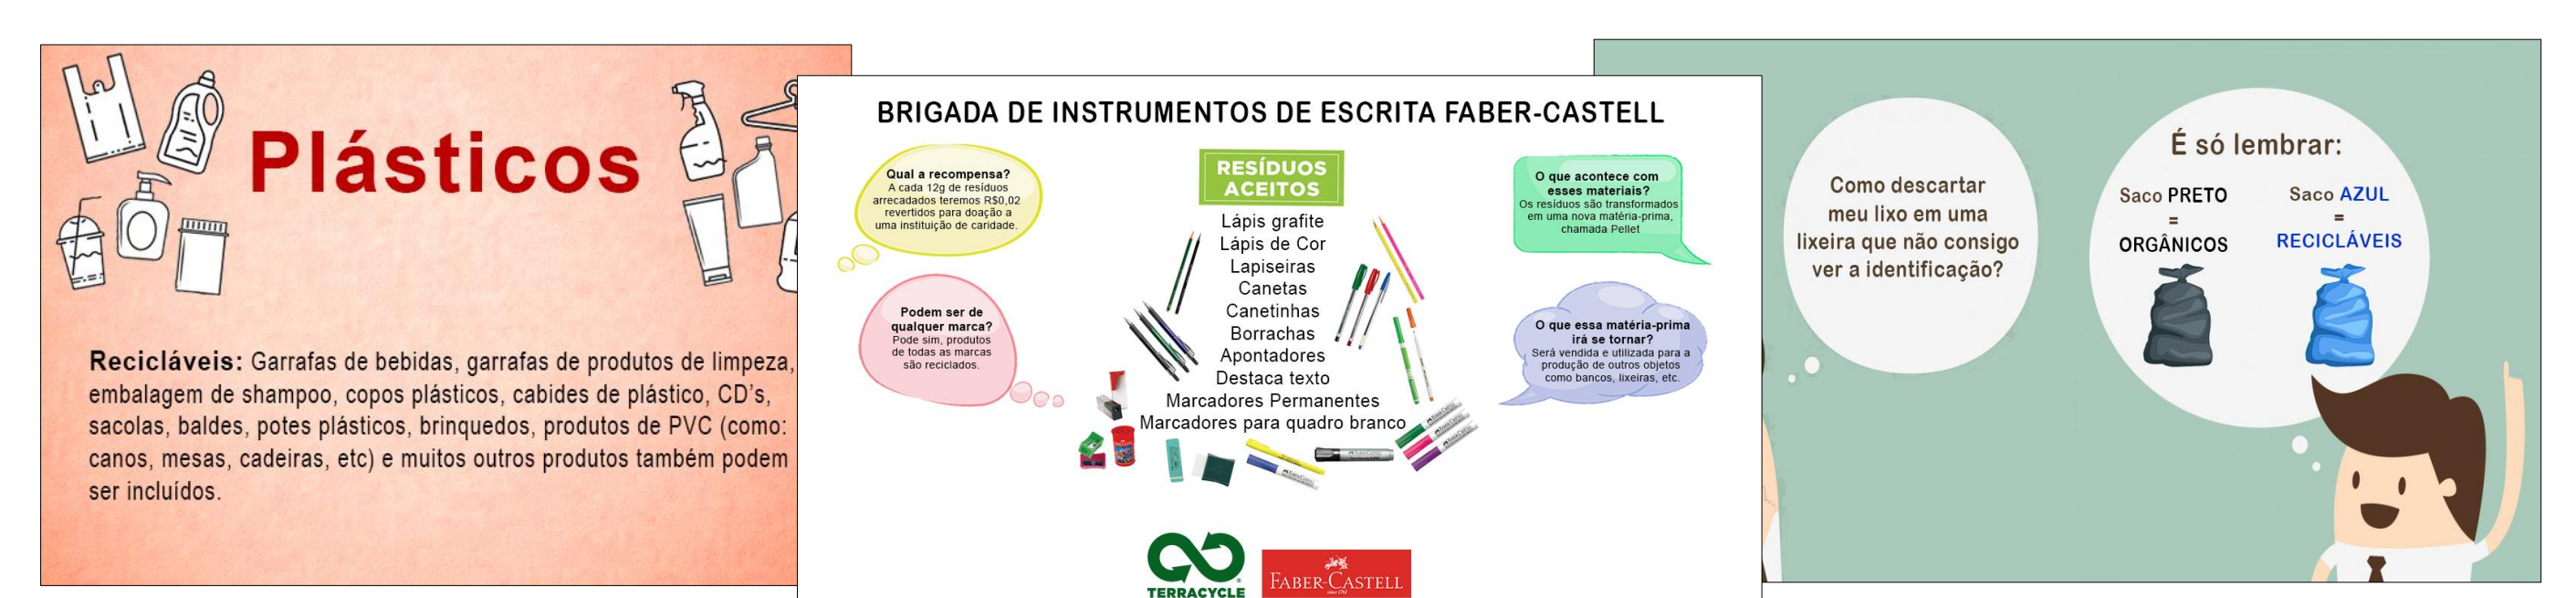 Plásticos
Recicláveis: Garrafas de bebidas, garrafas de produtos de limpeza,
embalagem de shampoo, copos plásticos, cabides de plástico, CD's,
sacolas, baldes, potes plásticos, brinquedos, produtos de PVC (como:
canos, mesas, cadeiras, etc) e muitos outros produtos também podem
ser incluídos.
BRIGADA DE INSTRUMENTOS DE ESCRITA FABER-CASTELL
Qual a recompensa?
A cada 12g de resíduos
arrecadados teremos R$0,02
revertidos para doação a
uma instituição de caridade.
Podem ser de
qualquer marca?
Pode sim, produtos
de todas as marcas
são reciclados.
RESÍDUOS
ACEITOS
Lápis grafite
Lápis de Cor
Lapiseiras
Canetas
Canetinhas
Borrachas
Apontadores
Destaca texto
Marcadores Permanentes
Marcadores para quadro branco
O que acontece com
esses materiais?
Os resíduos são transformados
em uma nova matéria-prima,
chamada Pellet
O que essa matéria-prima
irá se tornar?
Será vendida e utilizada para a
produção de outros objetos
como bancos, lixeiras, etc.
TERRACYCLE
FABER-CASTELL
since 1761
Como descartar
meu lixo em uma
lixeira que não consigo
ver a identificação?
É só lembrar:
Saco PRETO
=
ORGÂNICOS
Saco AZUL
=
RECICLÁVEIS